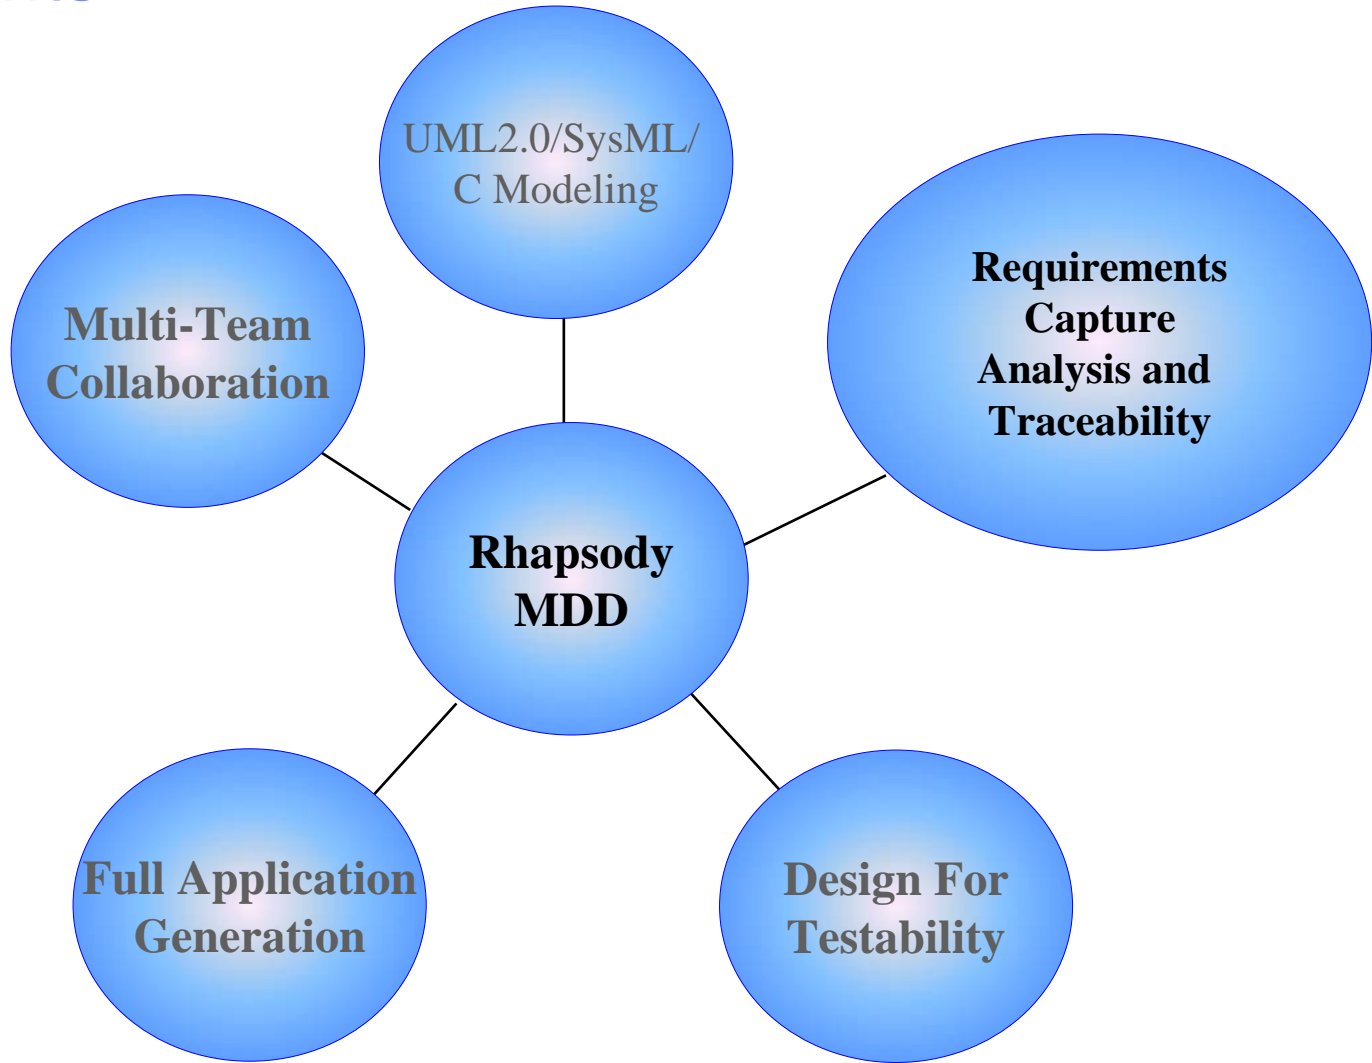 UML2.0/SysML/
C Modeling
Requirements
Capture
Analysis and
Traceability
Multi-Team
Collaboration
Rhapsody
MDD
Full Application
Generation
Design For
Testability